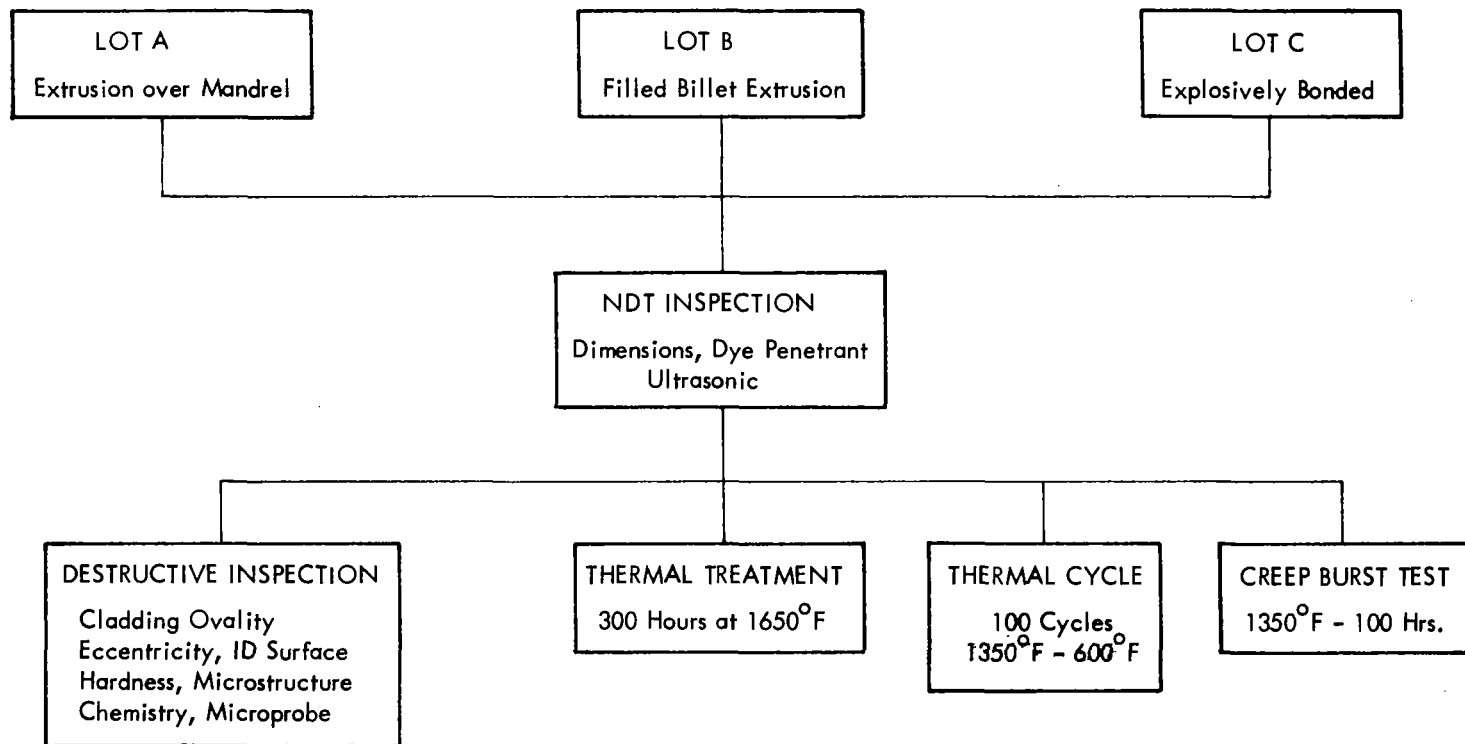 LOT A
Extrusion over Mandrel
LOT B
Filled Billet Extrusion
LOT C
Explosively Bonded
NDT INSPECTION
Dimensions, Dye Penetrant
Ultrasonic
DESTRUCTIVE INSPECTION
Cladding Ovality
Eccentricity, ID Surface
Hardness, Microstructure
Chemistry, Microprobe
THERMAL TREATMENT
300 Hours at 1650°F
THERMAL CYCLE
100 Cycles
1350°F - 600°F
CREEP BURST TEST
1350°F - 100 Hrs.